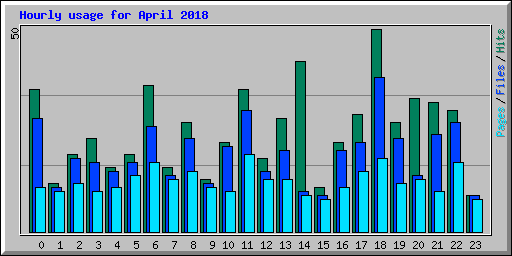 Hourly usage for April 2018
50
Pages/Files/Hits
0 1 2 3 4 5 6 7 8 9 10 11 12 13 14 15 16 17 18 19 20 21 22 23